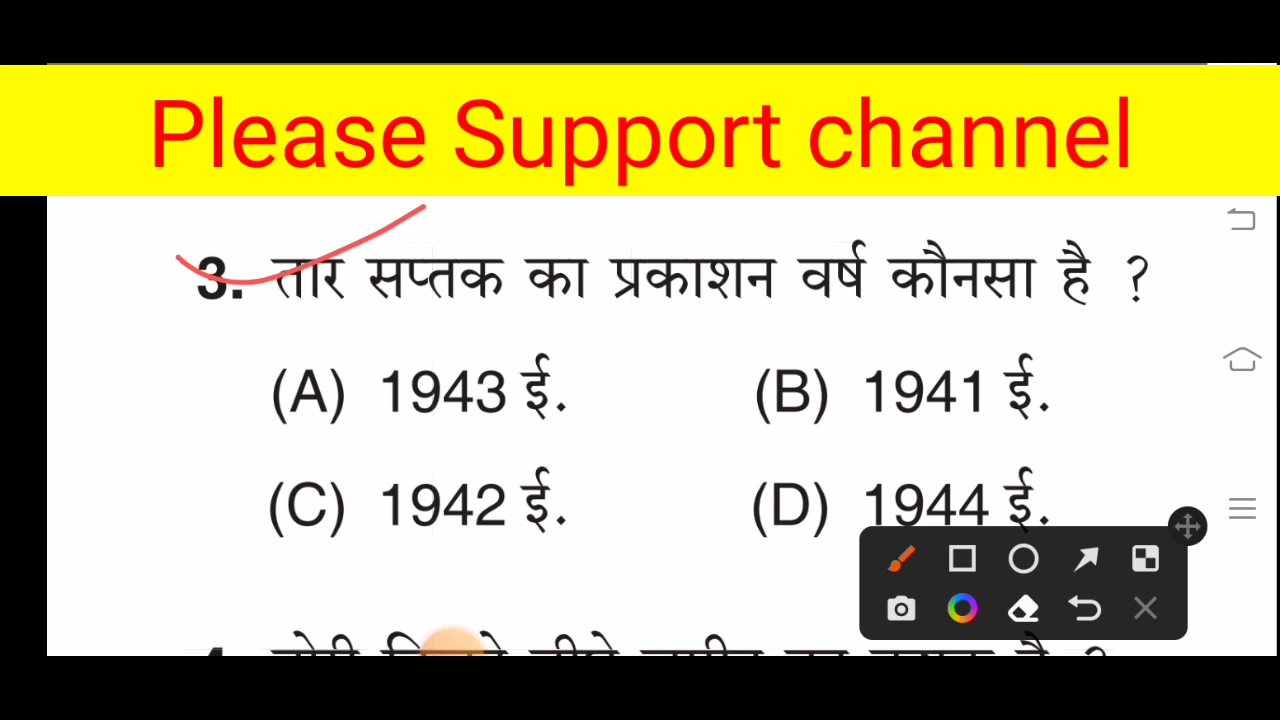 Please Support channel
3. तार सप्तक का प्रकाशन वर्ष कौनसा है ?
(A) 1943 ई.
(B) 1941 ई.
(C) 1942 ई.
(D) 1944 ई.